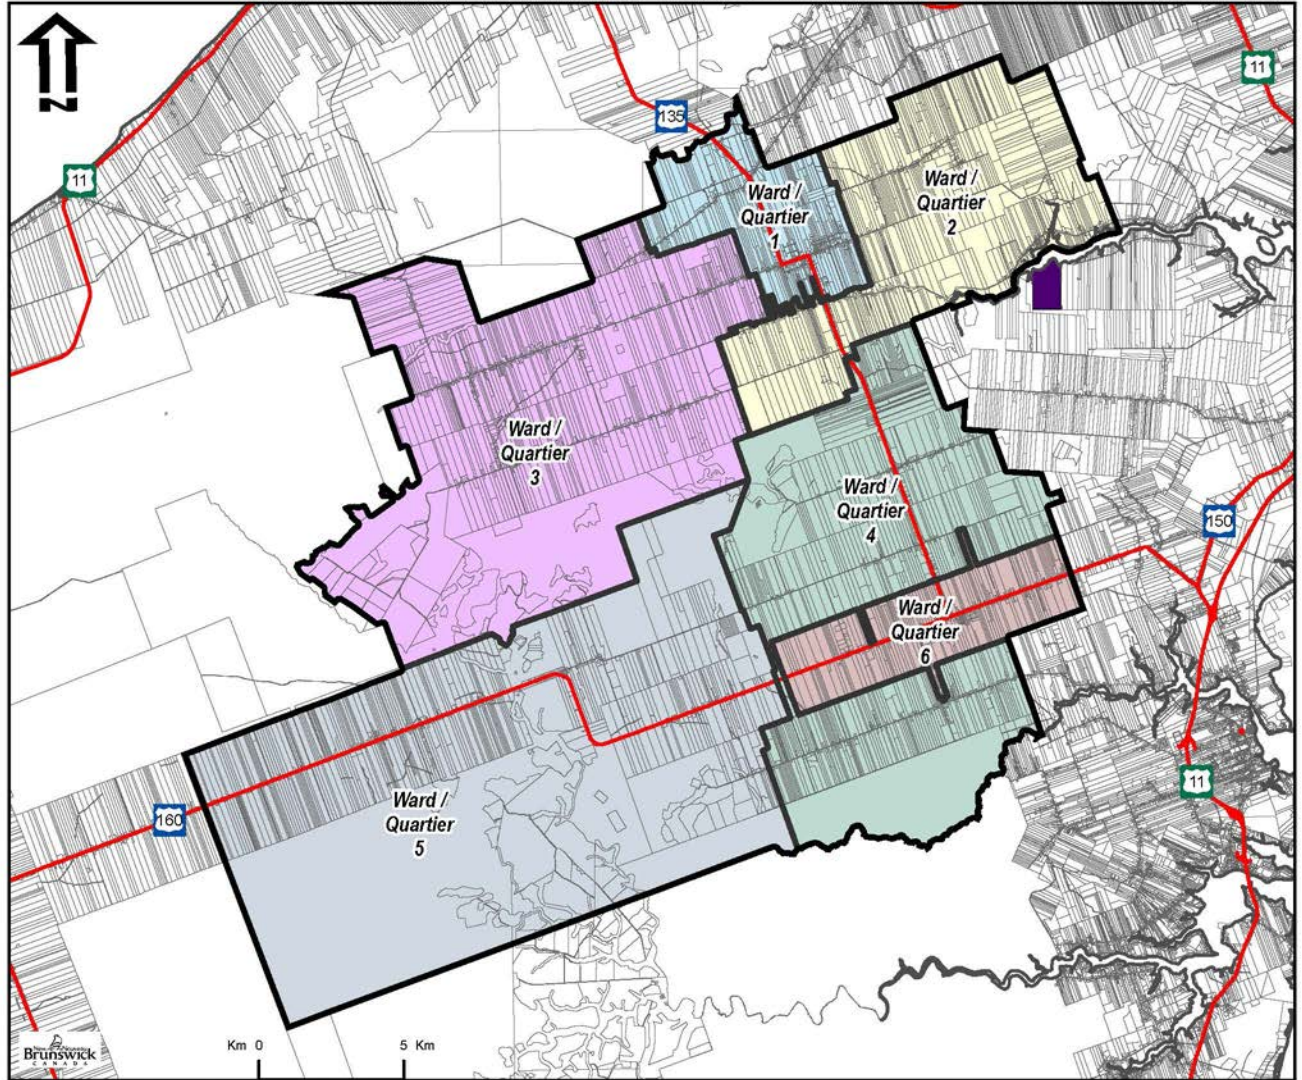 N
11
135
11
Ward /
Quartier
1
Ward /
Quartier
2
Ward /
Quartier
3
Ward /
Quartier
4
150
Ward /
Quartier
6
Ward /
Quartier
5
160
11
Km 0 5 Km
Brunswick
CANADA